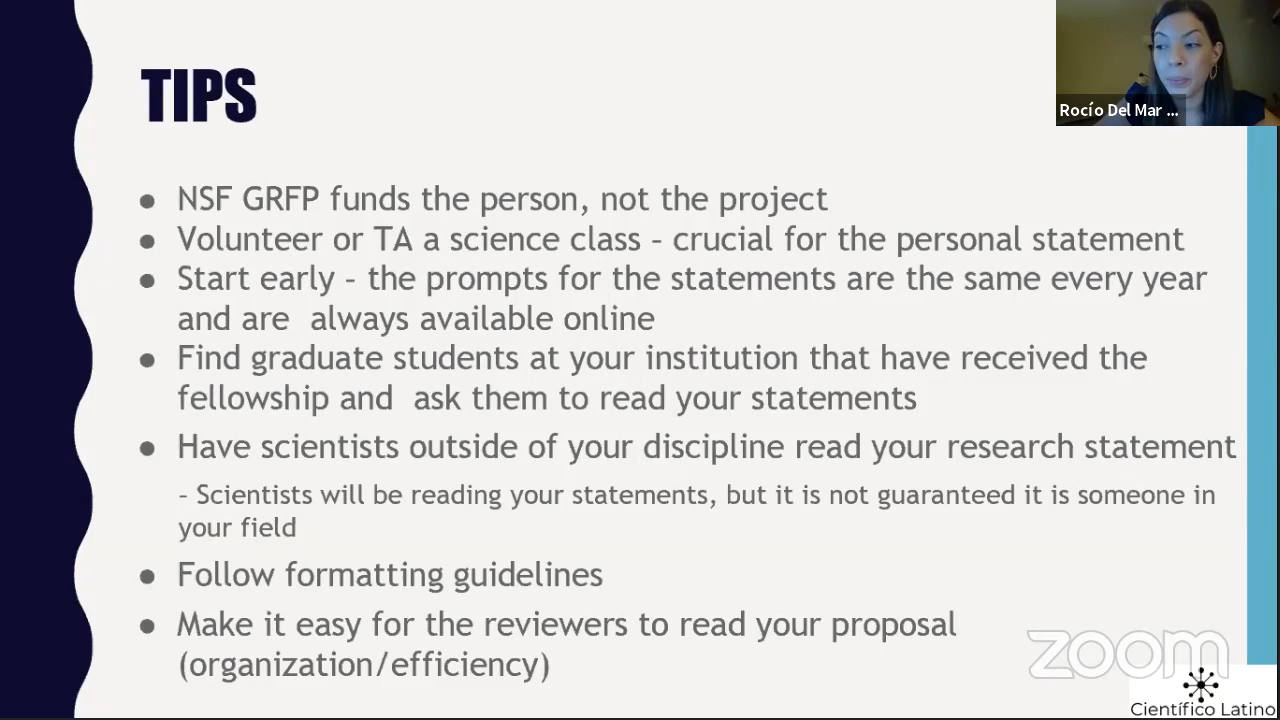 TIPS
Rocío Del Mar ...
● NSF GRFP funds the person, not the project
● Volunteer or TA a science class – crucial for the personal statement
● Start early – the prompts for the statements are the same every year
and are always available online
● Find graduate students at your institution that have received the
fellowship and ask them to read your statements
● Have scientists outside of your discipline read your research statement
– Scientists will be reading your statements, but it is not guaranteed it is someone in
your field
● Follow formatting guidelines
● Make it easy for the reviewers to read your proposal
(organization/efficiency)
zoom
Científico Latino